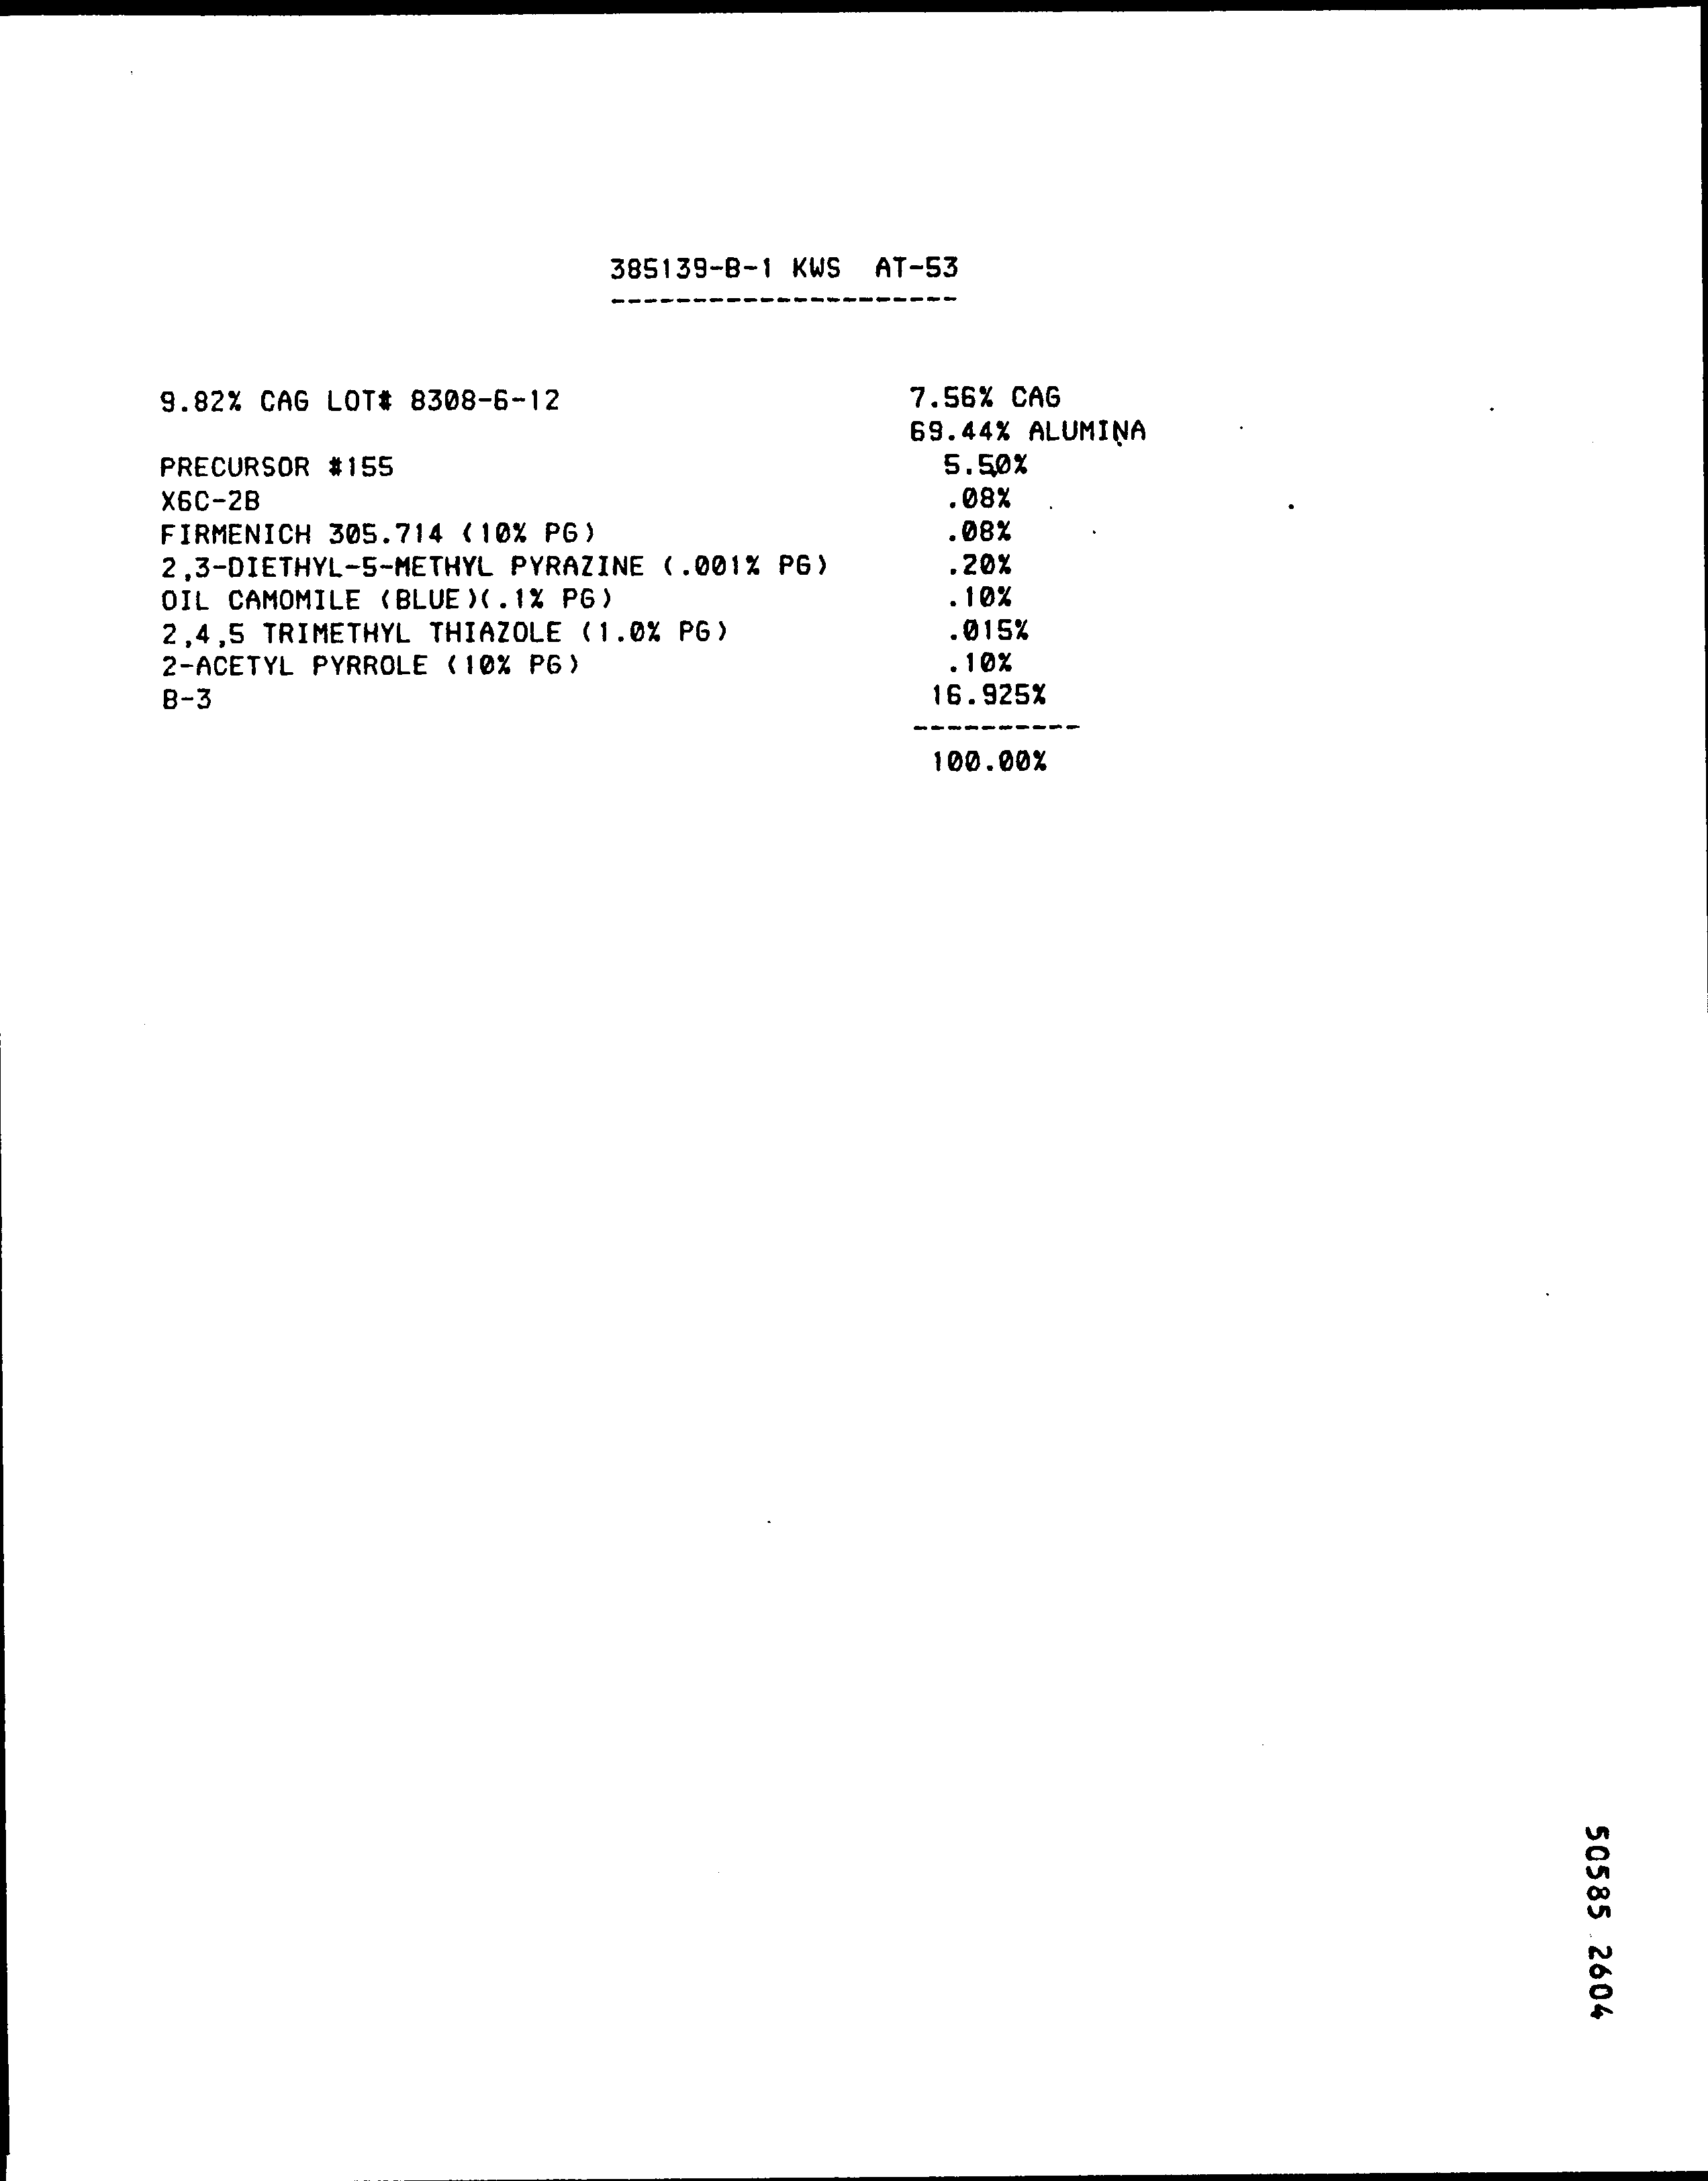 385139-B-1 KWS  AT-53
---------------------
9.82% CAG LOT# 8308-6-12    7.56% CAG
69.44% ALUMINA
PRECURSOR #155    5.50%
X6C-2B    .08%
FIRMENICH 305.714 (10% PG)    .08%
2,3-DIETHYL-5-METHYL PYRAZINE (.001% PG)    .20%
OIL CAMOMILE (BLUE)(.1% PG)    .10%
2,4,5 TRIMETHYL THIAZOLE (1.0% PG)    .015%
2-ACETYL PYRROLE (10% PG)    .10%
B-3    16.925%
----------
100.00%
50585 2604